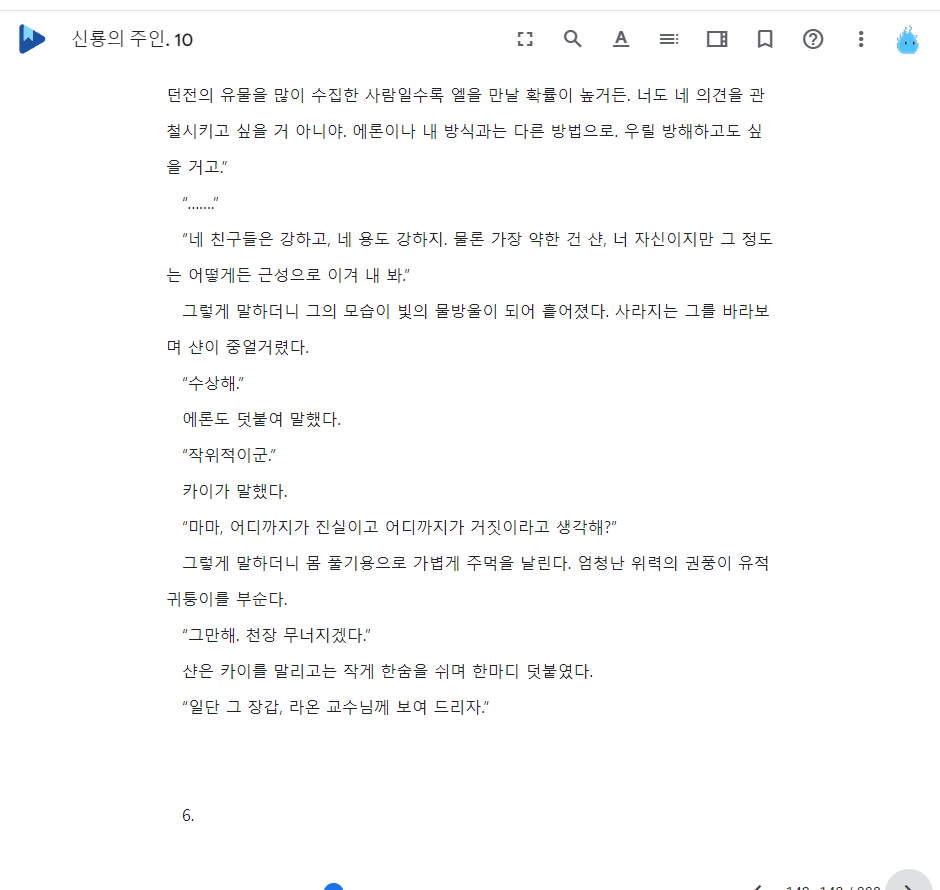 신룡의 주인. 10
던전의 유물을 많이 수집한 사람일수록 엘을 만날 확률이 높거든. 너도 네 의견을 관
철시키고 싶을 거 아니야. 에론이나 내 방식과는 다른 방법으로. 우릴 방해하고도 싶
을 거고.”
“…….”
“네 친구들은 강하고, 네 용도 강하지. 물론 가장 약한 건 샨, 너 자신이지만 그 정도
는 어떻게든 근성으로 이겨 내 봐.”
그렇게 말하더니 그의 모습이 빛의 물방울이 되어 흩어졌다. 사라지는 그를 바라보
며 샨이 중얼거렸다.
“수상해.”
에론도 덧붙여 말했다.
“작위적이군.”
카이가 말했다.
“마마, 어디까지가 진실이고 어디까지가 거짓이라고 생각해?”
그렇게 말하더니 몸 풀기용으로 가볍게 주먹을 날린다. 엄청난 위력의 권풍이 유적
귀퉁이를 부순다.
“그만해. 천장 무너지겠다.”
샨은 카이를 말리고는 작게 한숨을 쉬며 한마디 덧붙였다.
“일단 그 장갑, 라온 교수님께 보여 드리자.”
6.